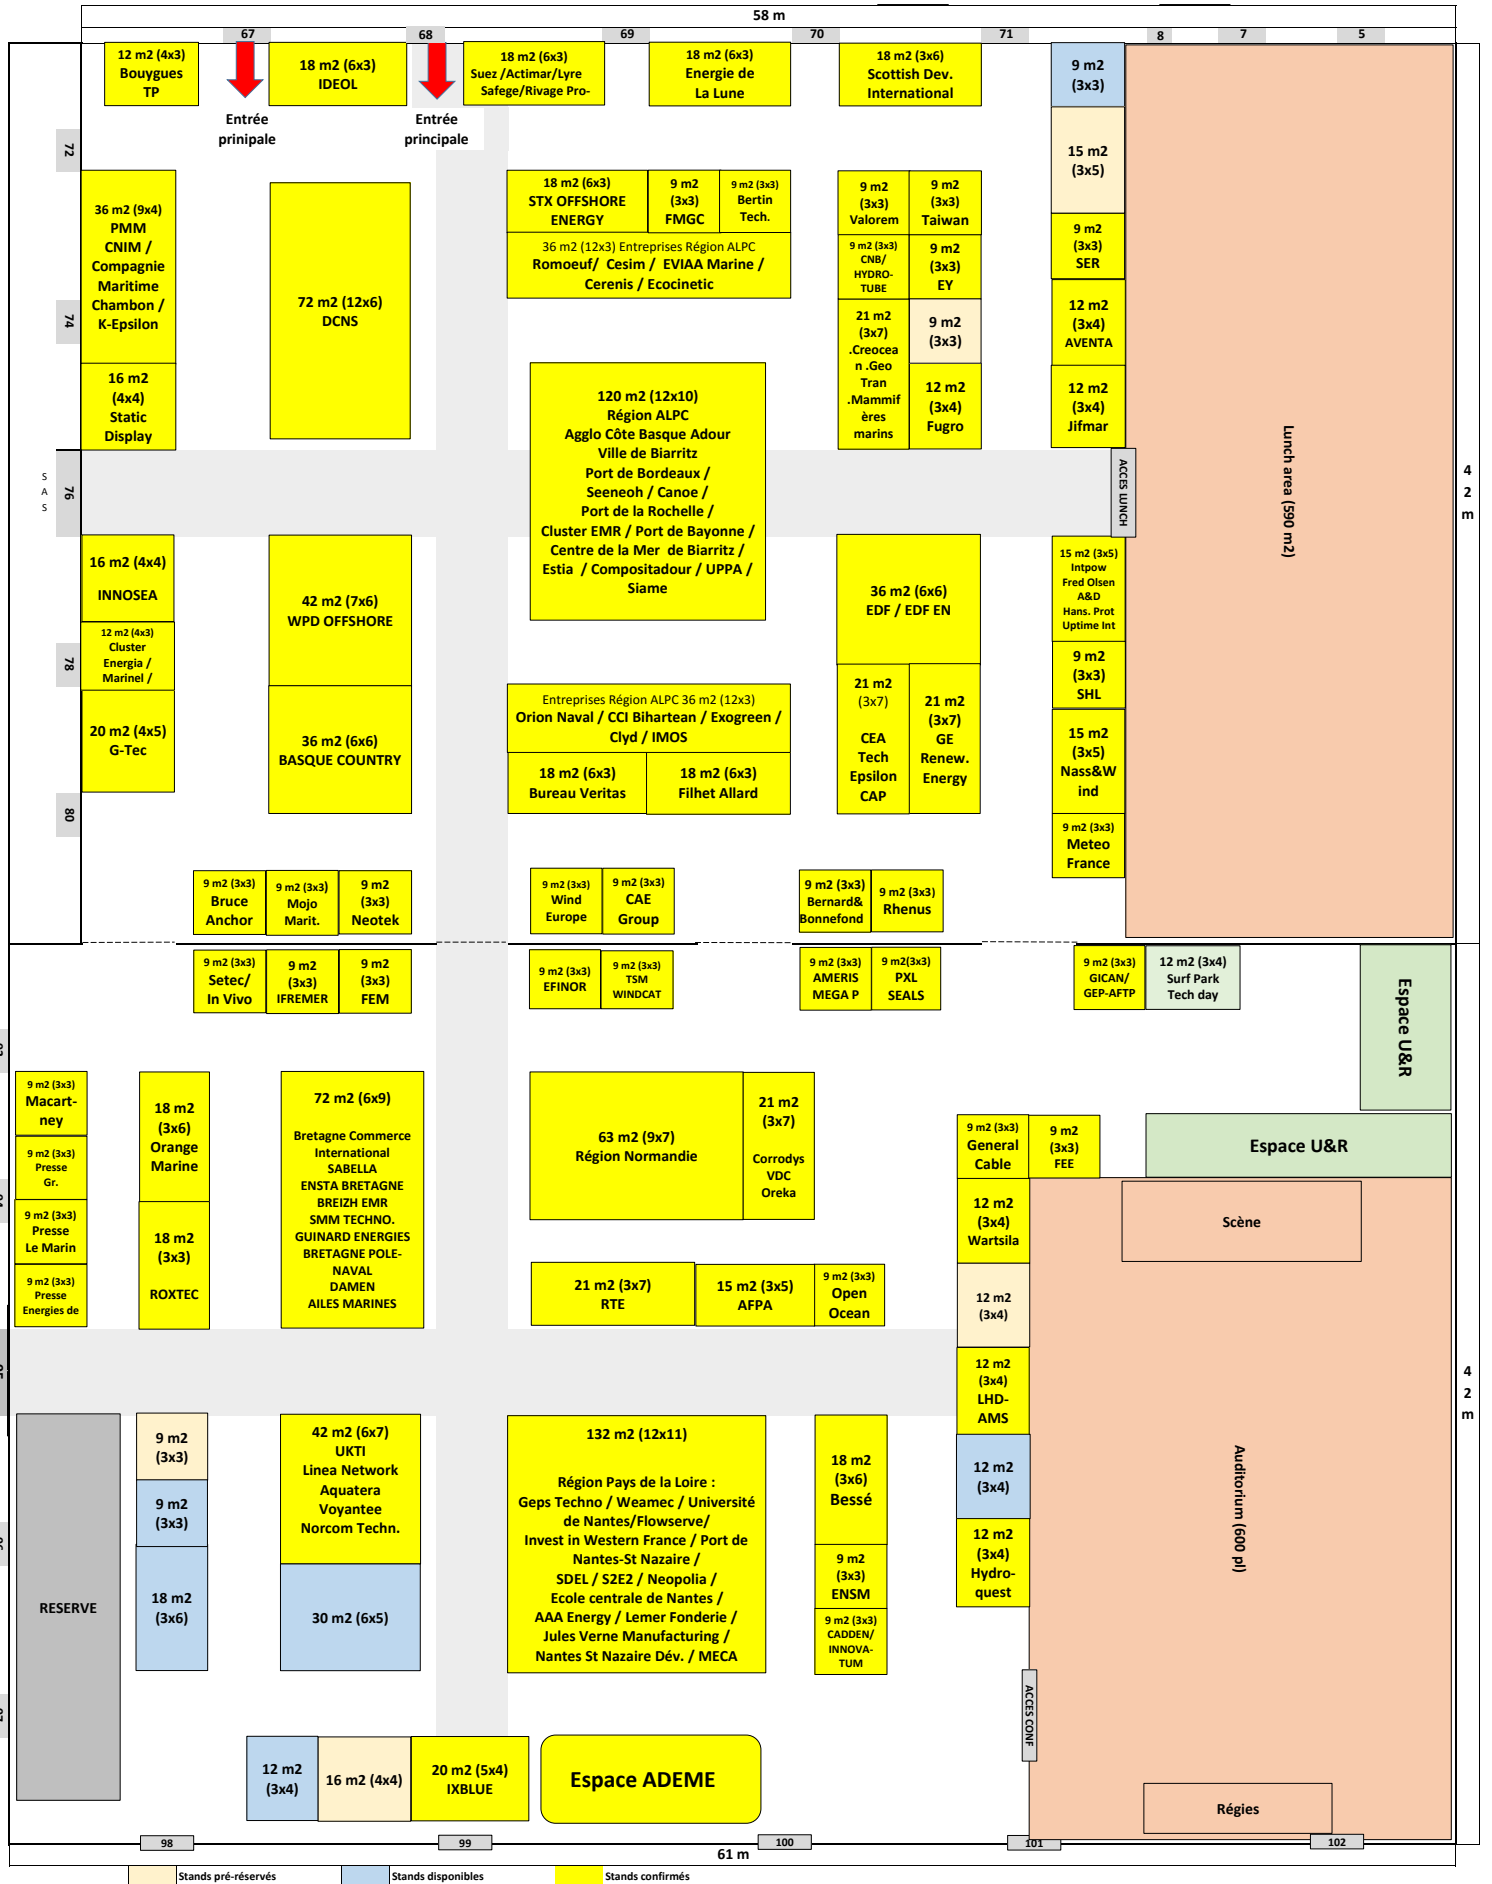 58 m
67
68
69
70
71
8
7
5
12 m2 (4x3)
Bouygues
TP
18 m2 (6x3)
IDEOL
18 m2 (6x3)
Suez /Actimar/Lyre
Safege/Rivage Pro-
18 m2 (6x3)
Energie de
La Lune
18 m2 (3x6)
Scottish Dev.
International
9 m2
(3x3)
Entrée
prinipale
Entrée
principale
72
15 m2
(3x5)
36 m2 (9x4)
PMM
CNIM /
Compagnie
Maritime
Chambon /
K-Epsilon
72 m2 (12x6)
DCNS
18 m2 (6x3)
STX OFFSHORE
ENERGY
9 m2
(3x3)
FMGC
9 m2 (3x3)
Bertin
Tech.
36 m2 (12x3) Entreprises Région ALPC
Romoeuf/ Cesim / EVIAA Marine /
Cerenis / Ecocinetic
9 m2
(3x3)
Valorem
9 m2
(3x3)
Taiwan
9 m2 (3x3)
CNB/
HYDRO-
TUBE
9 m2
(3x3)
EY
21 m2
(3x7)
.Creocea
n .Geo
Tran
.Mammif
ères
marins
9 m2
(3x3)
12 m2
(3x4)
Fugro
9 m2
(3x3)
SER
12 m2
(3x4)
AVENTA
12 m2
(3x4)
Jifmar
74
16 m2
(4x4)
Static
Display
120 m2 (12x10)
Région ALPC
Agglo Côte Basque Adour
Ville de Biarritz
Port de Bordeaux /
Seeneoh / Canoe /
Port de la Rochelle /
Cluster EMR / Port de Bayonne /
Centre de la Mer de Biarritz /
Estia / Compositadour / UPPA /
Siame
Lunch area (590 m2)
ACCES LUNCH
S
A
S
76
4
2
m
16 m2 (4x4)
INNOSEA
42 m2 (7x6)
WPD OFFSHORE
36 m2 (6x6)
EDF / EDF EN
15 m2 (3x5)
Intpow
Fred Olsen
A&D
Hans. Prot
Uptime Int
12 m2 (4x3)
Cluster
Energia /
Marinel /
78
9 m2
(3x3)
SHL
20 m2 (4x5)
G-Tec
36 m2 (6x6)
BASQUE COUNTRY
Entreprises Région ALPC 36 m2 (12x3)
Orion Naval / CCI Bihartean / Exogreen /
Clyd / IMOS
18 m2 (6x3)
Bureau Veritas
18 m2 (6x3)
Filhet Allard
21 m2
(3x7)
CEA
Tech
Epsilon
CAP
21 m2
(3x7)
GE
Renew.
Energy
15 m2
(3x5)
Nass&W
ind
80
9 m2 (3x3)
Meteo
France
9 m2 (3x3)
Bruce
Anchor
9 m2 (3x3)
Mojo
Marit.
9 m2
(3x3)
Neotek
9 m2 (3x3)
Wind
Europe
9 m2 (3x3)
CAE
Group
9 m2 (3x3)
Bernard&
Bonnefond
9 m2 (3x3)
Rhenus
9 m2 (3x3)
Setec/
In Vivo
9 m2
(3x3)
IFREMER
9 m2
(3x3)
FEM
9 m2 (3x3)
EFINOR
9 m2 (3x3)
TSM
WINDCAT
9 m2 (3x3)
AMERIS
MEGA P
9 m2(3x3)
PXL
SEALS
9 m2 (3x3)
GICAN/
GEP-AFTP
12 m2 (3x4)
Surf Park
Tech day
Espace U&R
9 m2 (3x3)
Macart-
ney
9 m2 (3x3)
Presse
Gr.
9 m2 (3x3)
Presse
Le Marin
9 m2 (3x3)
Presse
Energies de
18 m2
(3x6)
Orange
Marine
18 m2
(3x3)
ROXTEC
72 m2 (6x9)
Bretagne Commerce
International
SABELLA
ENSTA BRETAGNE
BREIZH EMR
SMM TECHNO.
GUINARD ENERGIES
BRETAGNE POLE-
NAVAL
DAMEN
AILES MARINES
63 m2 (9x7)
Région Normandie
21 m2
(3x7)
Corrodys
VDC
Oreka
9 m2 (3x3)
General
Cable
9 m2
(3x3)
FEE
Espace U&R
12 m2
(3x4)
Wartsila
Scène
21 m2 (3x7)
RTE
15 m2 (3x5)
AFPA
9 m2 (3x3)
Open
Ocean
12 m2
(3x4)
12 m2
(3x4)
LHD-
AMS
4
2
m
RESERVE
9 m2
(3x3)
9 m2
(3x3)
18 m2
(3x6)
42 m2 (6x7)
UKTI
Linea Network
Aquatera
Voyantee
Norcom Techn.
30 m2 (6x5)
132 m2 (12x11)
Région Pays de la Loire :
Geps Techno / Weamec / Université
de Nantes/Flowserve/
Invest in Western France / Port de
Nantes-St Nazaire /
SDEL / S2E2 / Neopolia /
Ecole centrale de Nantes /
AAA Energy / Lemer Fonderie /
Jules Verne Manufacturing /
Nantes St Nazaire Dév. / MECA
18 m2
(3x6)
Bessé
9 m2
(3x3)
ENSM
9 m2 (3x3)
CADDEN/
INNOVA-
TUM
12 m2
(3x4)
12 m2
(3x4)
Hydro-
quest
Auditorium (600 pl)
ACCES CONF
12 m2
(3x4)
16 m2 (4x4)
20 m2 (5x4)
IXBLUE
Espace ADEME
Régies
98
99
100
101
102
61 m
Stands pré-réservés
Stands disponibles
Stands confirmés